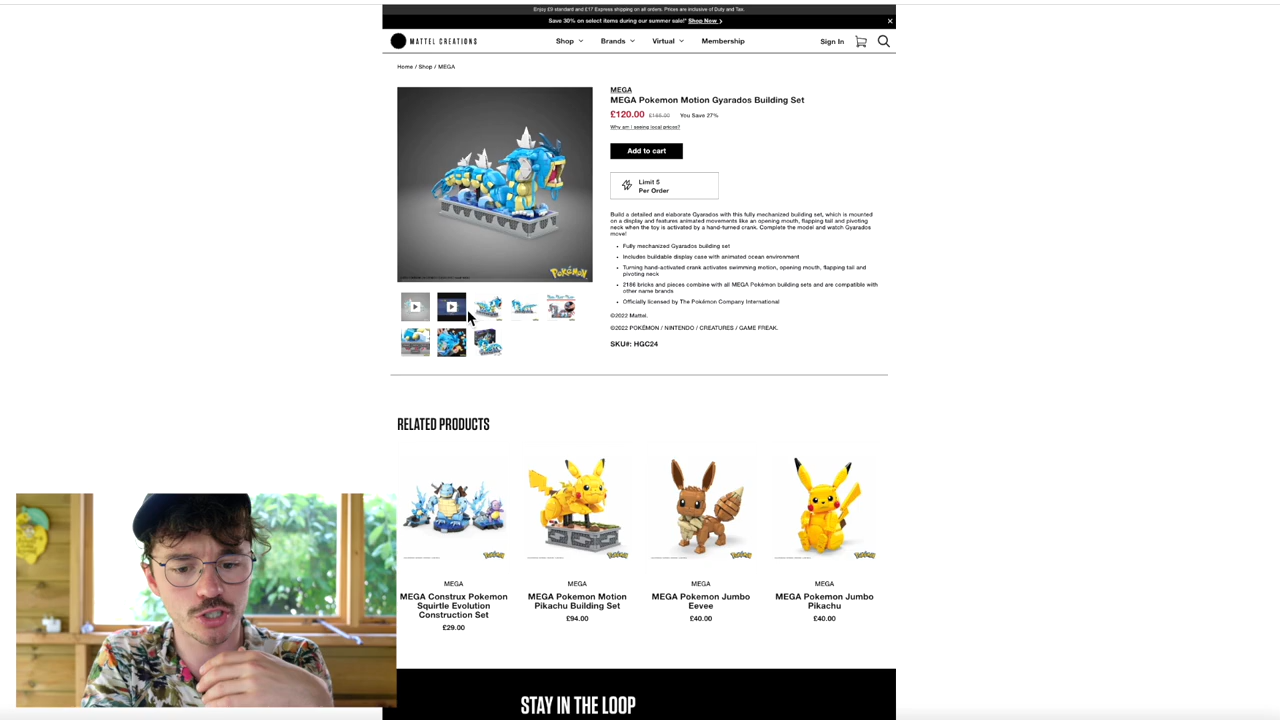 Enjoy £9 standard and £17 Express shipping on all orders. Prices are inclusive of Duty and Tax.
Save 30% on select items during our summer sale!* Shop Now >
MATTEL CREATIONS
Shop
Brands
Virtual
Membership
Sign In
Home / Shop / MEGA
MEGA
MEGA Pokemon Motion Gyarados Building Set
£120.00 £165.00 You Save 27%
Why am I seeing local prices?
Add to cart
Limit 5
Per Order
Build a detailed and elaborate Gyarados with this fully mechanized building set, which is mounted
on a display and features animated movements like an opening mouth, flapping tail and pivoting
neck when the toy is activated by a hand-turned crank. Complete the model and watch Gyarados
move!
• Fully mechanized Gyarados building set
• Includes buildable display case with animated ocean environment
• Turning hand-activated crank activates swimming motion, opening mouth, flapping tail and
pivoting neck
• 2186 bricks and pieces combine with all MEGA Pokémon building sets and are compatible with
other name brands
• Officially licensed by The Pokémon Company International
©2022 Mattel.
©2022 POKÉMON / NINTENDO / CREATURES / GAME FREAK.
SKU#: HGC24
POKéMON
RELATED PRODUCTS
POKéMON
POKéMON
POKéMON
POKéMON
MEGA
MEGA Construx Pokemon
Squirtle Evolution
Construction Set
£29.00
MEGA
MEGA Pokemon Motion
Pikachu Building Set
£94.00
MEGA
MEGA Pokemon Jumbo
Eevee
£40.00
MEGA
MEGA Pokemon Jumbo
Pikachu
£40.00
STAY IN THE LOOP